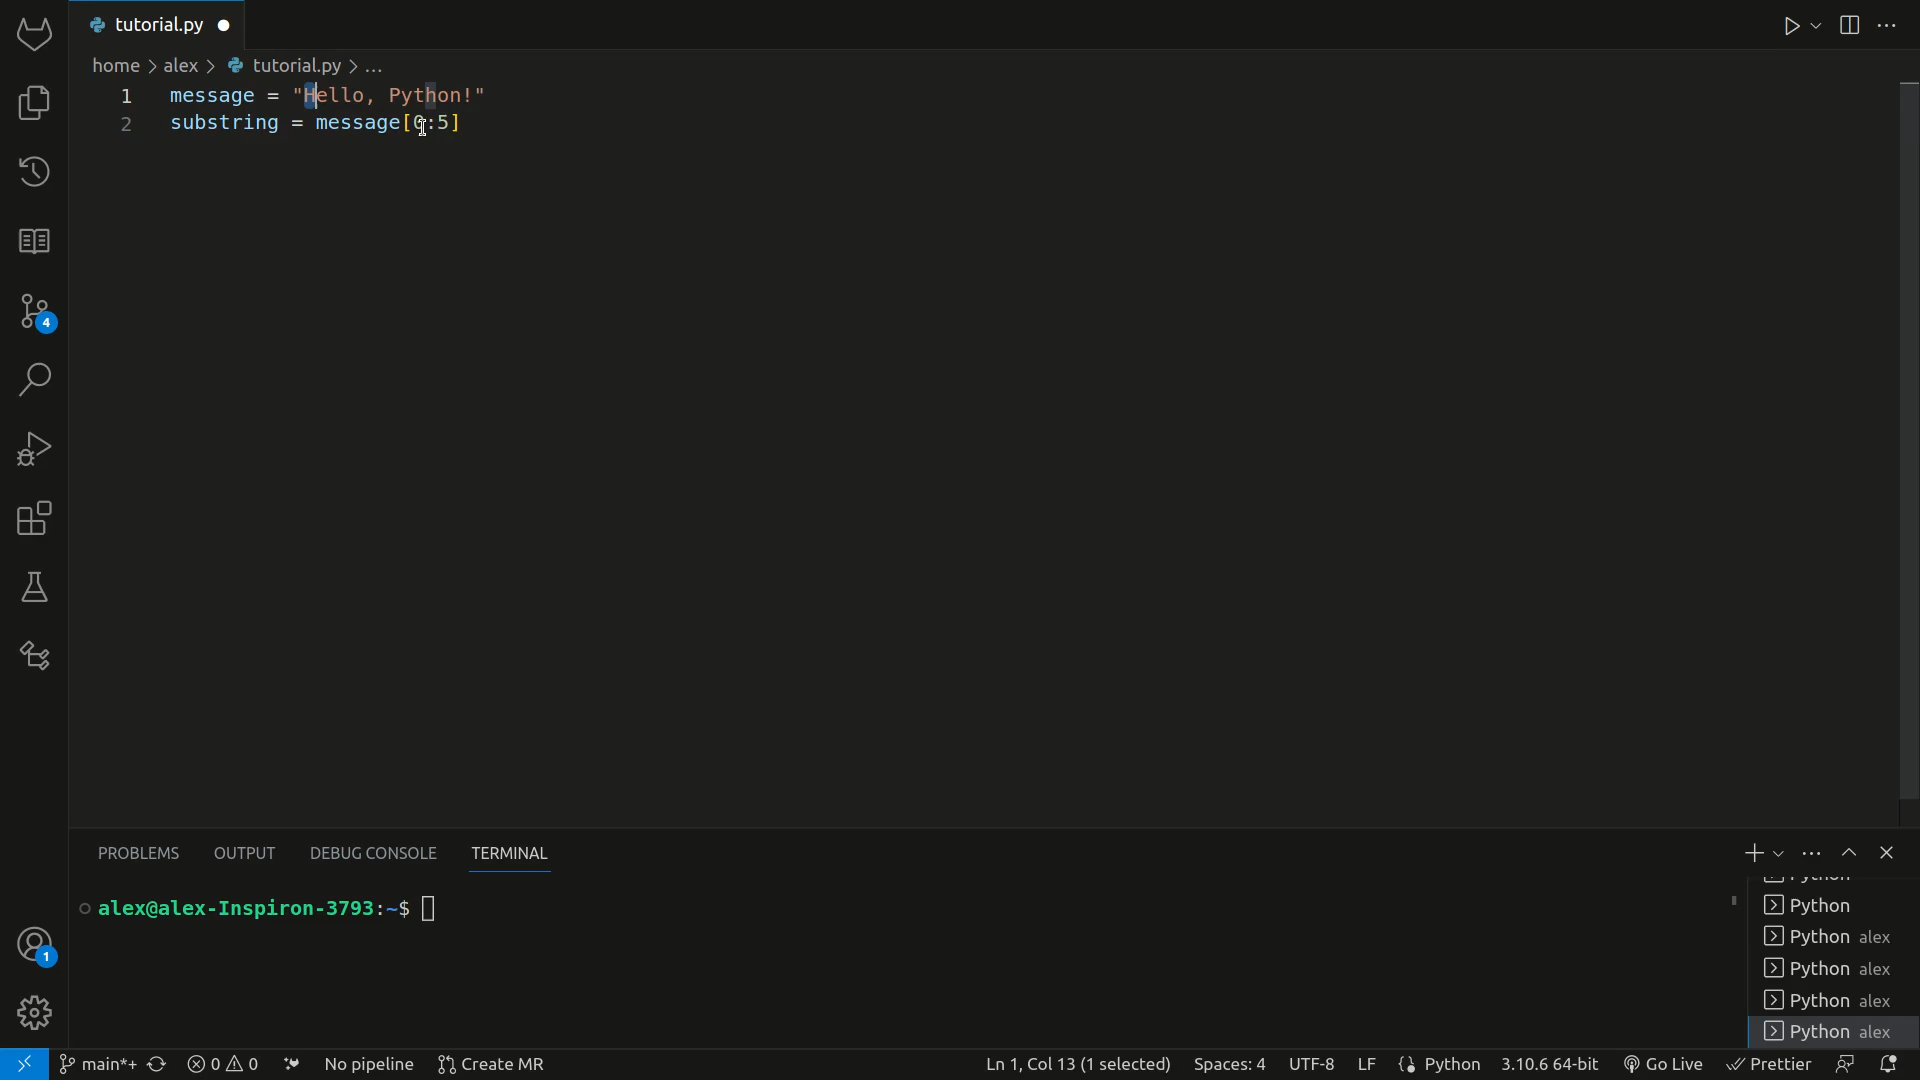 tutorial.py
home > alex > tutorial.py > ...
1 message = "Hello, Python!"
2 substring = message[0:5]
4
PROBLEMS OUTPUT DEBUG CONSOLE TERMINAL
alex@alex-Inspiron-3793:~$
Python
Python
Python alex
Python alex
Python alex
Python alex
1
main*+ 0 0 No pipeline Create MR Ln 1, Col 13 (1 selected) Spaces: 4 UTF-8 LF Python 3.10.6 64-bit Go Live Prettier